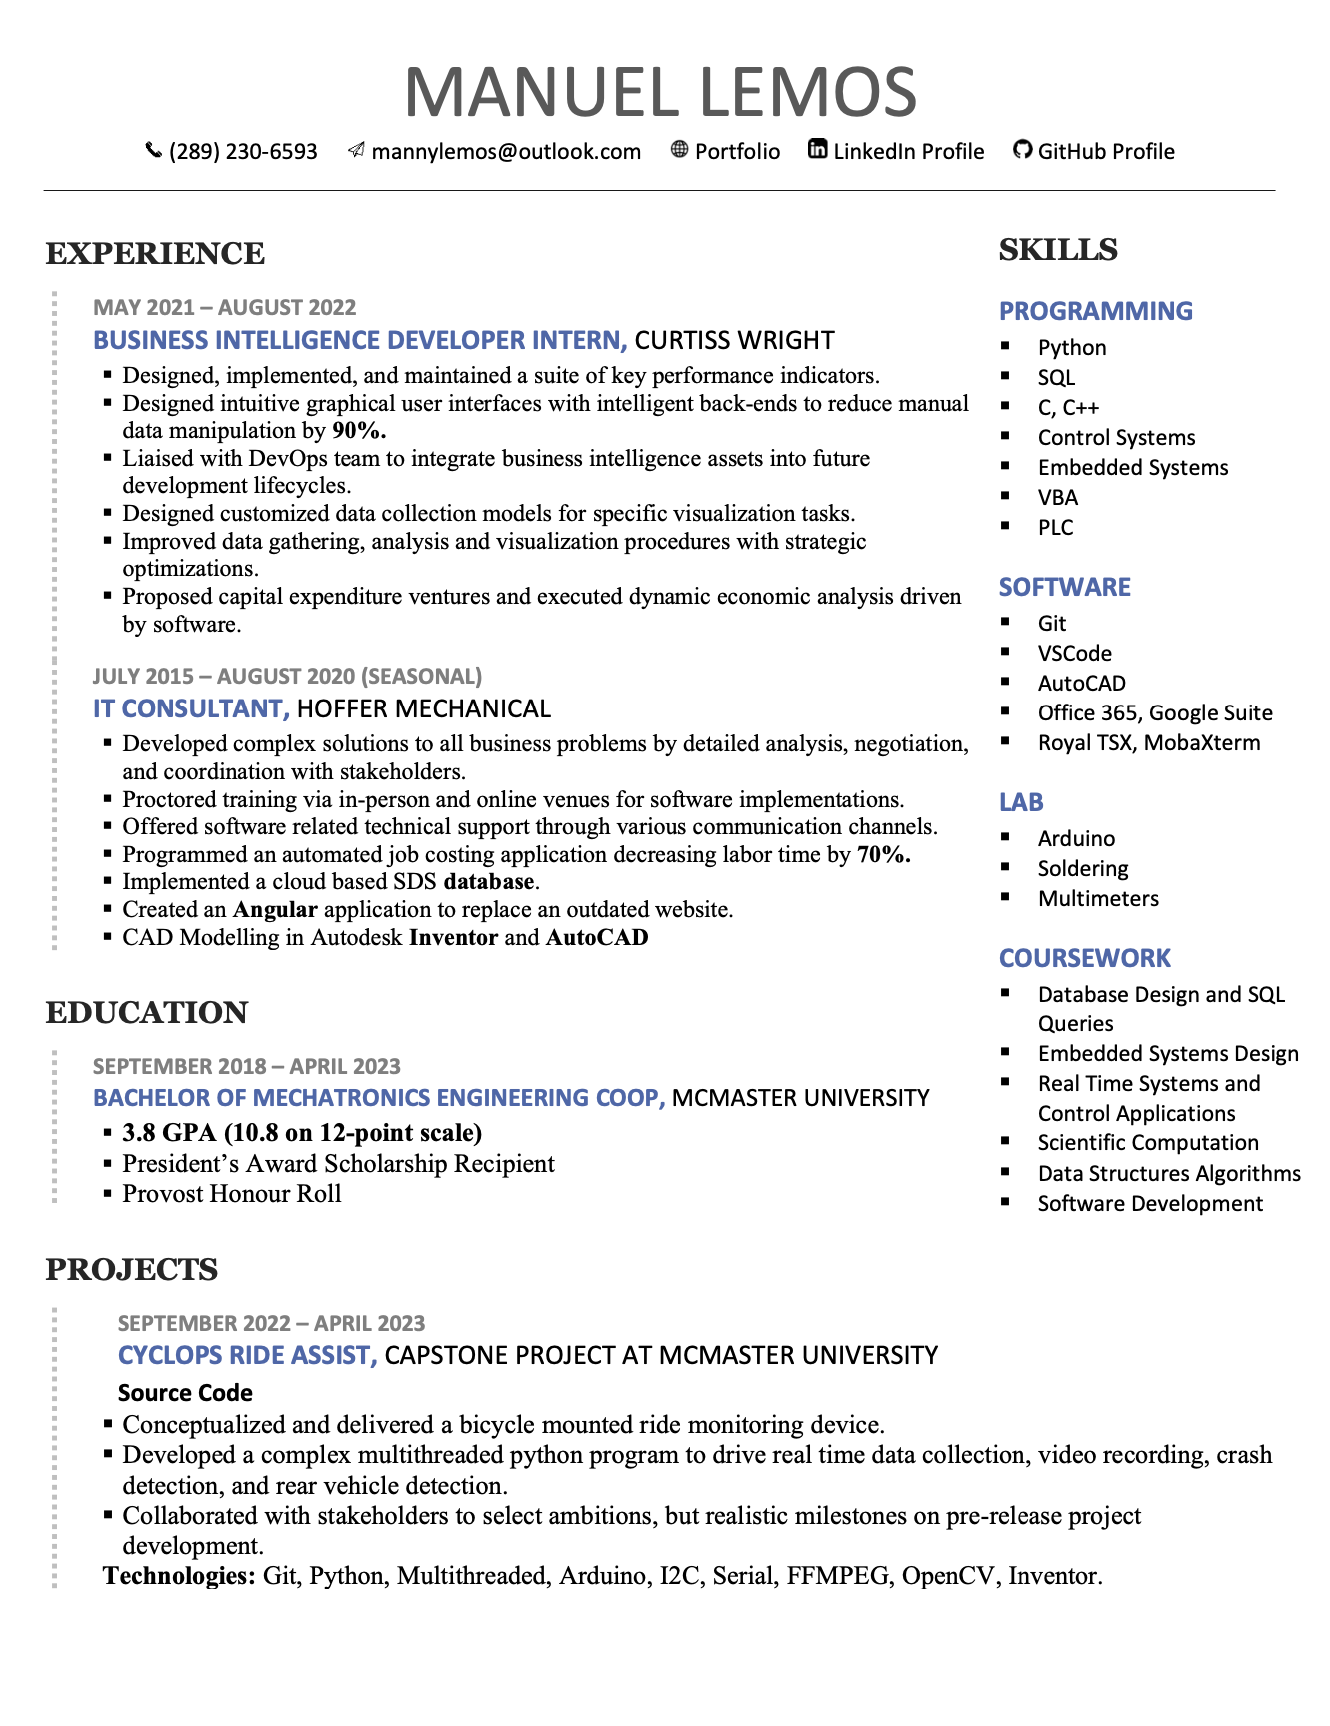 MANUEL LEMOS
(289) 230-6593 mannylemos@outlook.com Portfolio LinkedIn Profile GitHub Profile
EXPERIENCE
MAY 2021 – AUGUST 2022
BUSINESS INTELLIGENCE DEVELOPER INTERN, CURTISS WRIGHT
▪ Designed, implemented, and maintained a suite of key performance indicators.
▪ Designed intuitive graphical user interfaces with intelligent back-ends to reduce manual
data manipulation by 90%.
▪ Liaised with DevOps team to integrate business intelligence assets into future
development lifecycles.
▪ Designed customized data collection models for specific visualization tasks.
▪ Improved data gathering, analysis and visualization procedures with strategic
optimizations.
▪ Proposed capital expenditure ventures and executed dynamic economic analysis driven
by software.
JULY 2015 – AUGUST 2020 (SEASONAL)
IT CONSULTANT, HOFFER MECHANICAL
▪ Developed complex solutions to all business problems by detailed analysis, negotiation,
and coordination with stakeholders.
▪ Proctored training via in-person and online venues for software implementations.
▪ Offered software related technical support through various communication channels.
▪ Programmed an automated job costing application decreasing labor time by 70%.
▪ Implemented a cloud based SDS database.
▪ Created an Angular application to replace an outdated website.
▪ CAD Modelling in Autodesk Inventor and AutoCAD
EDUCATION
SEPTEMBER 2018 – APRIL 2023
BACHELOR OF MECHATRONICS ENGINEERING COOP, MCMASTER UNIVERSITY
▪ 3.8 GPA (10.8 on 12-point scale)
▪ President’s Award Scholarship Recipient
▪ Provost Honour Roll
SKILLS
PROGRAMMING
▪ Python
▪ SQL
▪ C, C++
▪ Control Systems
▪ Embedded Systems
▪ VBA
▪ PLC
SOFTWARE
▪ Git
▪ VSCode
▪ AutoCAD
▪ Office 365, Google Suite
▪ Royal TSX, MobaXterm
LAB
▪ Arduino
▪ Soldering
▪ Multimeters
COURSEWORK
▪ Database Design and SQL
Queries
▪ Embedded Systems Design
▪ Real Time Systems and
Control Applications
▪ Scientific Computation
▪ Data Structures Algorithms
▪ Software Development
PROJECTS
SEPTEMBER 2022 – APRIL 2023
CYCLOPS RIDE ASSIST, CAPSTONE PROJECT AT MCMASTER UNIVERSITY
Source Code
▪ Conceptualized and delivered a bicycle mounted ride monitoring device.
▪ Developed a complex multithreaded python program to drive real time data collection, video recording, crash
detection, and rear vehicle detection.
▪ Collaborated with stakeholders to select ambitions, but realistic milestones on pre-release project
development.
Technologies: Git, Python, Multithreaded, Arduino, I2C, Serial, FFMPEG, OpenCV, Inventor.